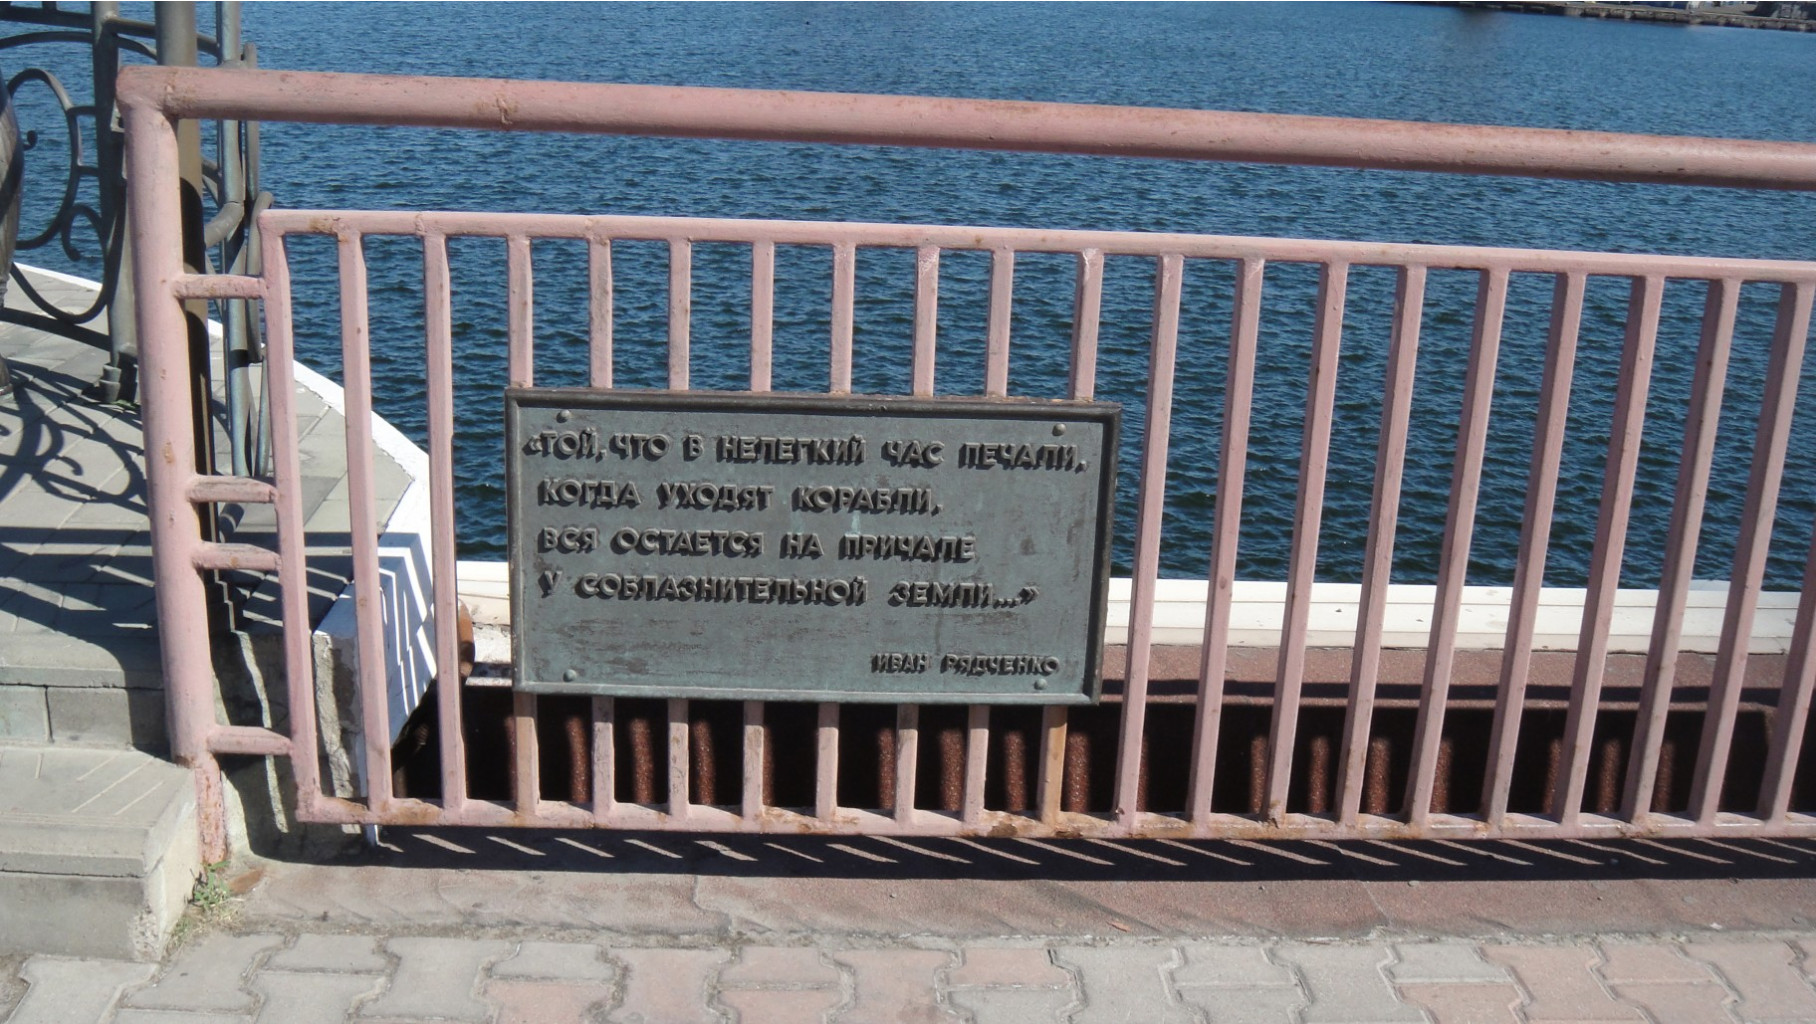 «ТОЙ, ЧТО В НЕЛЕГКИЙ ЧАС ПЕЧАЛИ,
КОГДА УХОДЯТ КОРАБЛИ,
ВСЯ ОСТАЕТСЯ НА ПРИЧАЛЕ
У СОБЛАЗНИТЕЛЬНОЙ ЗЕМЛИ...»
ИВАН РЯДЧЕНКО